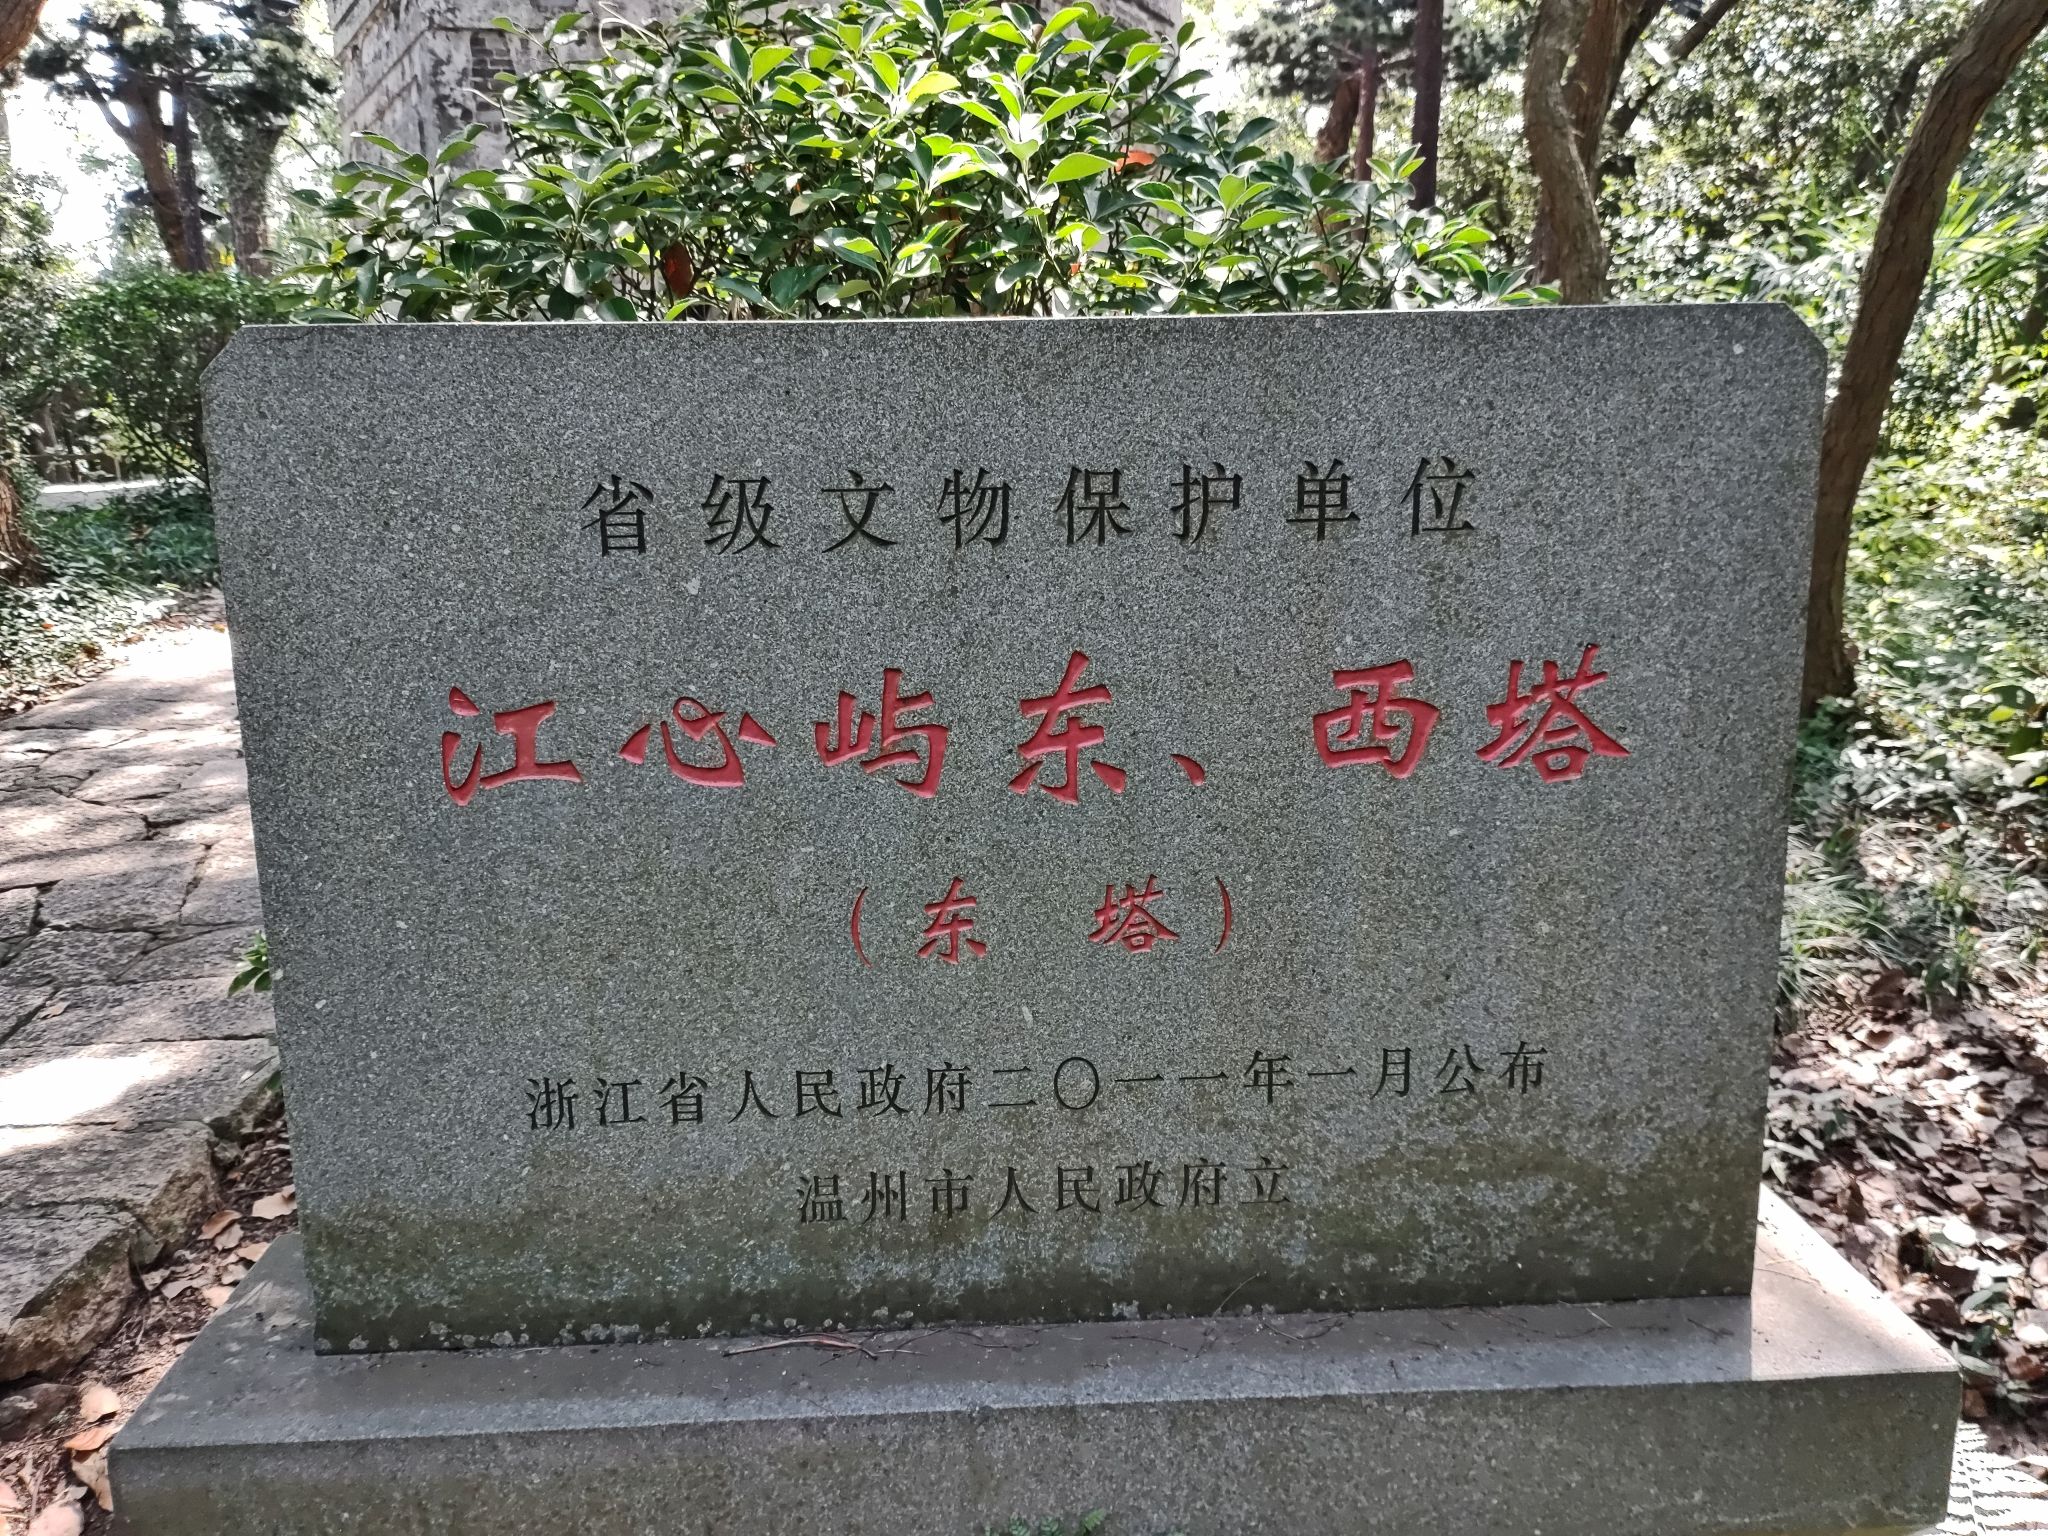 省级文物保护单位
江心屿东、西塔
（东 塔）
浙江省人民政府二〇一一年一月公布
温州市人民政府立